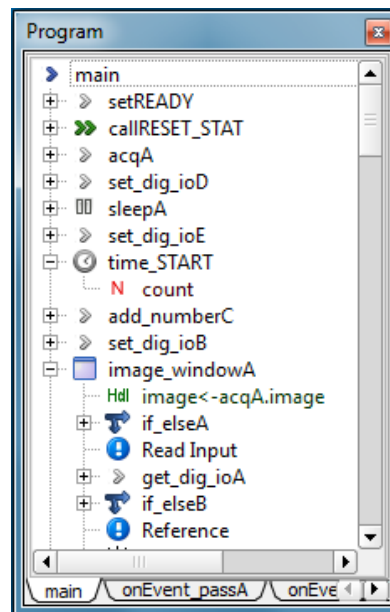 Program
main
setREADY
callRESET_STAT
acqA
set_dig_ioD
sleepA
set_dig_ioE
time_START
N count
add_numberC
set_dig_ioB
image_windowA
Hdl image<-acqA.image
if_elseA
Read Input
get_dig_ioA
if_elseB
Reference
main onEvent_passA onEve